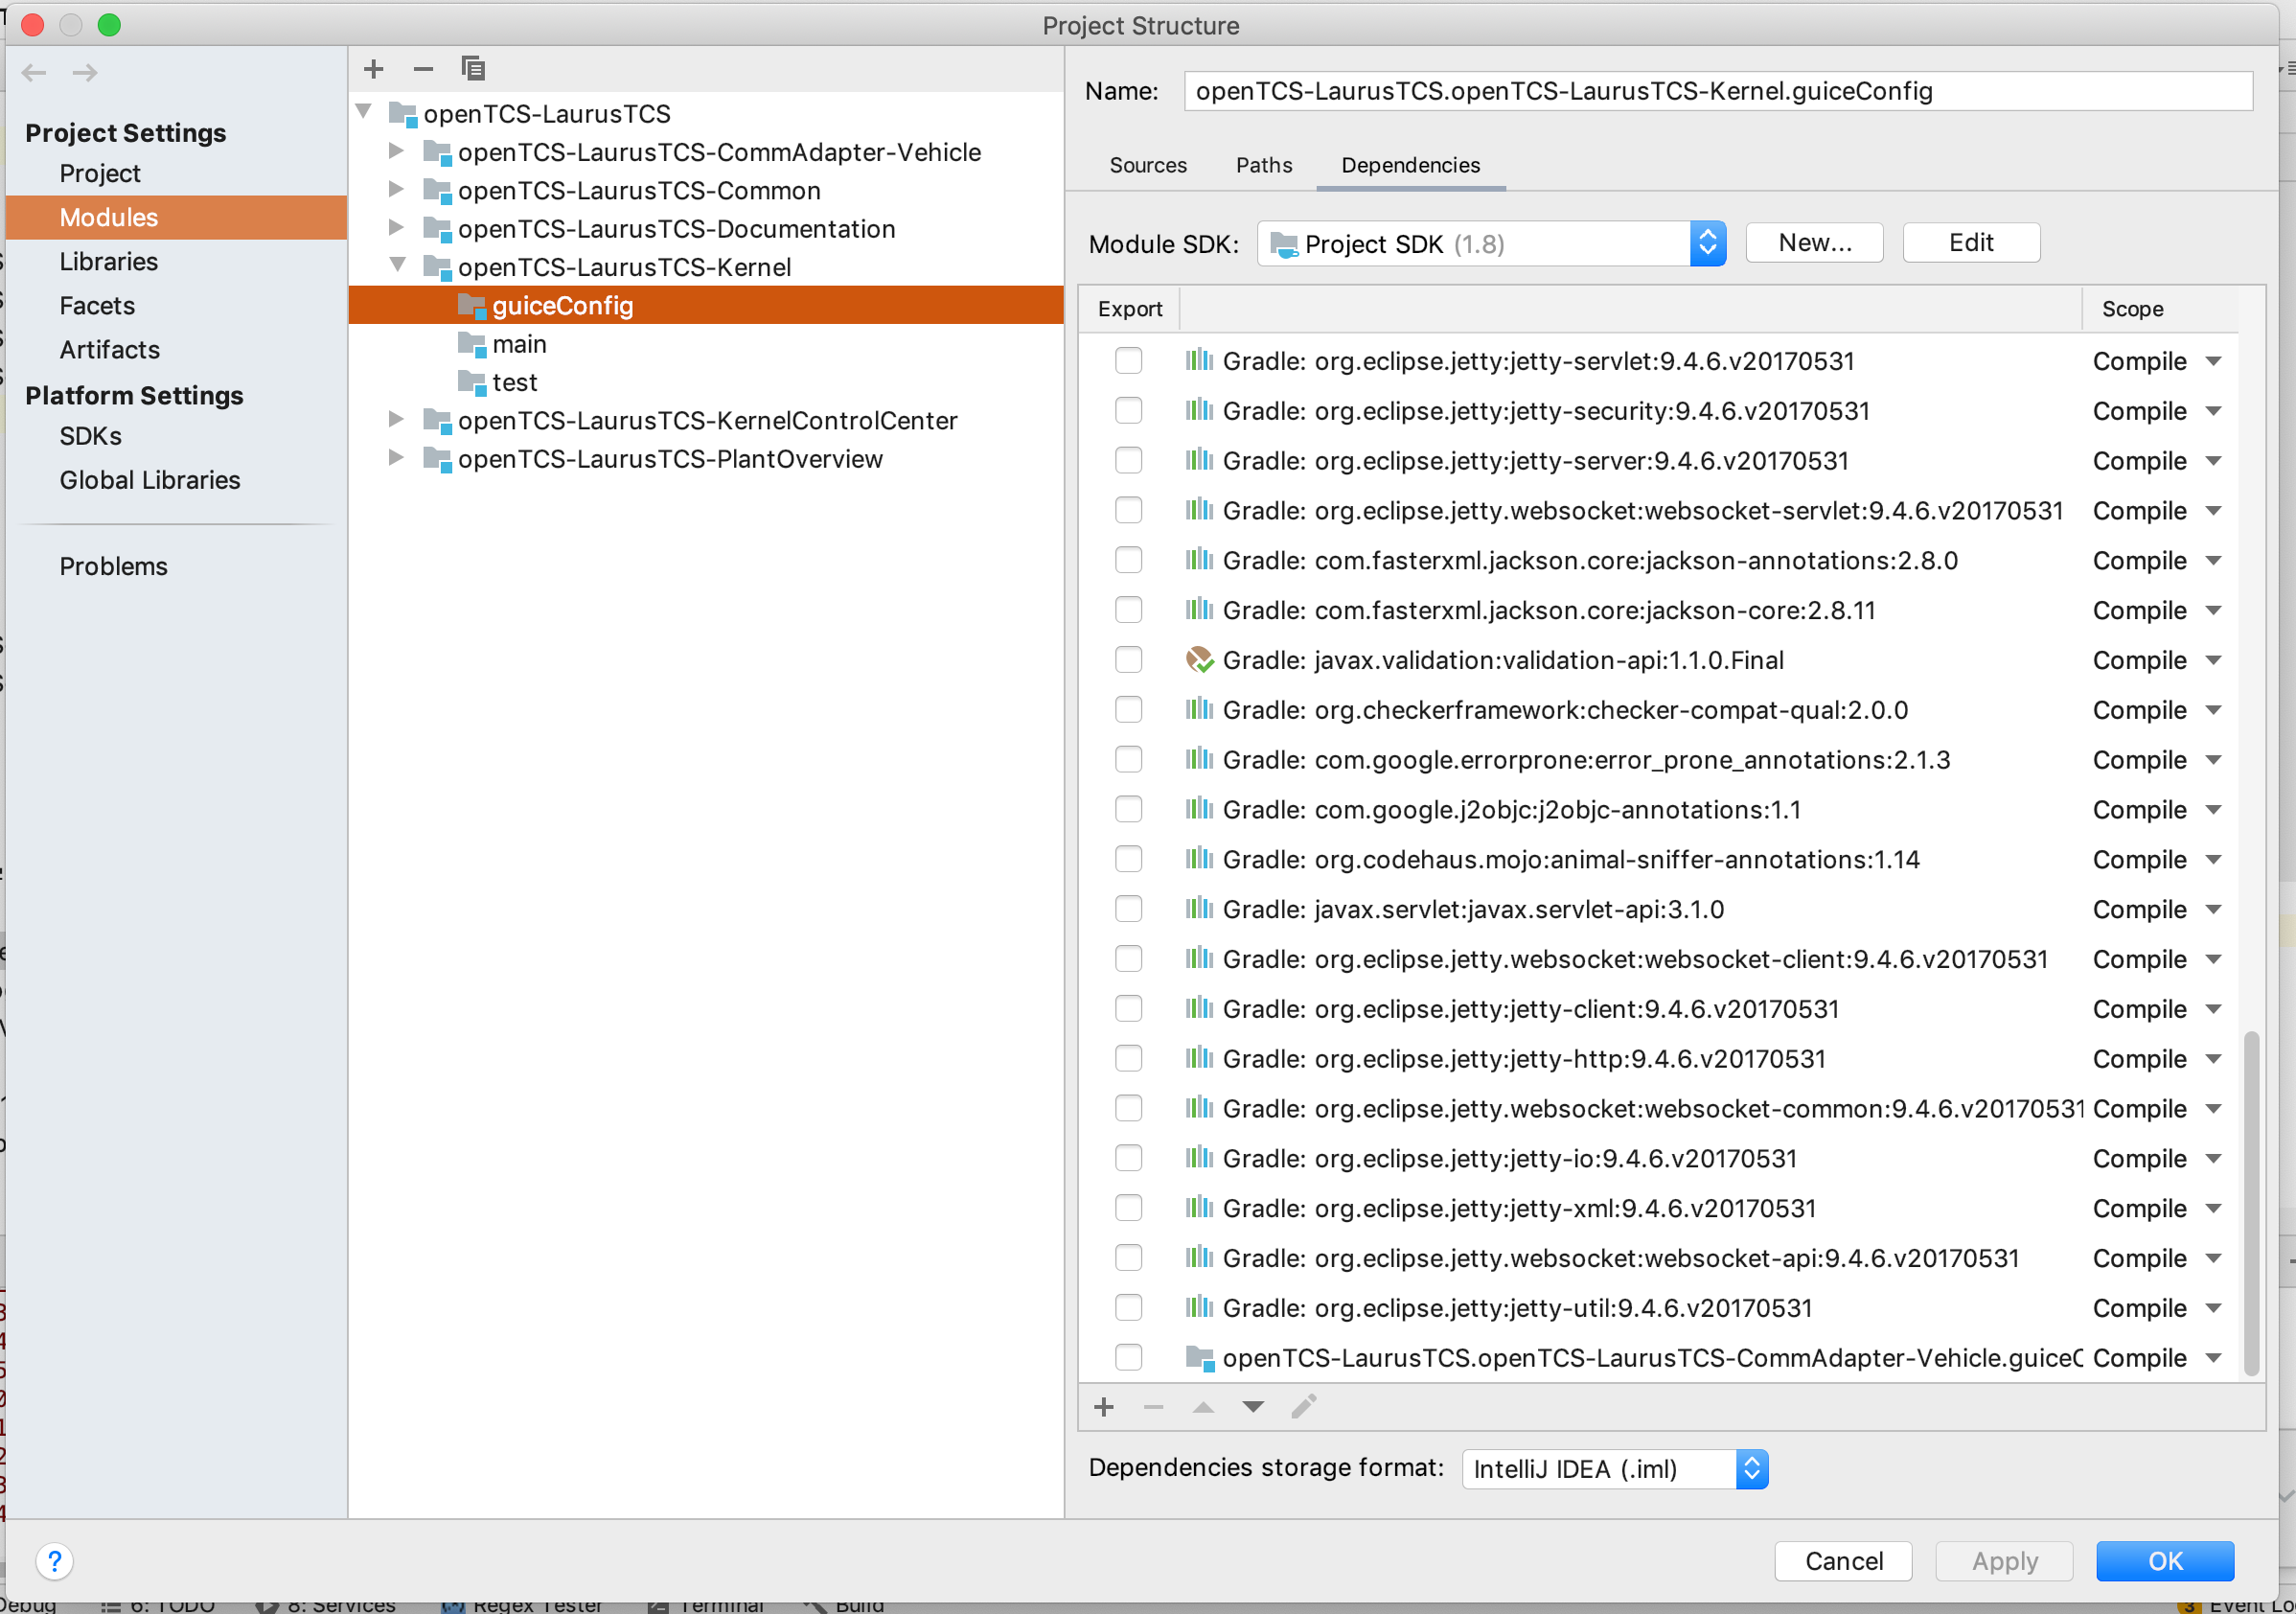 Project Structure
Project Settings
Project
Modules
Libraries
Facets
Artifacts
Platform Settings
SDKs
Global Libraries
Problems
openTCS-LaurusTCS
openTCS-LaurusTCS-CommAdapter-Vehicle
openTCS-LaurusTCS-Common
openTCS-LaurusTCS-Documentation
openTCS-LaurusTCS-Kernel
guiceConfig
main
test
openTCS-LaurusTCS-KernelControlCenter
openTCS-LaurusTCS-PlantOverview
Name: openTCS-LaurusTCS.openTCS-LaurusTCS-Kernel.guiceConfig
Sources Paths Dependencies
Module SDK: Project SDK (1.8) New... Edit
Export Scope
Gradle: org.eclipse.jetty:jetty-servlet:9.4.6.v20170531 Compile
Gradle: org.eclipse.jetty:jetty-security:9.4.6.v20170531 Compile
Gradle: org.eclipse.jetty:jetty-server:9.4.6.v20170531 Compile
Gradle: org.eclipse.jetty.websocket:websocket-servlet:9.4.6.v20170531 Compile
Gradle: com.fasterxml.jackson.core:jackson-annotations:2.8.0 Compile
Gradle: com.fasterxml.jackson.core:jackson-core:2.8.11 Compile
Gradle: javax.validation:validation-api:1.1.0.Final Compile
Gradle: org.checkerframework:checker-compat-qual:2.0.0 Compile
Gradle: com.google.errorprone:error_prone_annotations:2.1.3 Compile
Gradle: com.google.j2objc:j2objc-annotations:1.1 Compile
Gradle: org.codehaus.mojo:animal-sniffer-annotations:1.14 Compile
Gradle: javax.servlet:javax.servlet-api:3.1.0 Compile
Gradle: org.eclipse.jetty.websocket:websocket-client:9.4.6.v20170531 Compile
Gradle: org.eclipse.jetty:jetty-client:9.4.6.v20170531 Compile
Gradle: org.eclipse.jetty:jetty-http:9.4.6.v20170531 Compile
Gradle: org.eclipse.jetty.websocket:websocket-common:9.4.6.v20170531 Compile
Gradle: org.eclipse.jetty:jetty-io:9.4.6.v20170531 Compile
Gradle: org.eclipse.jetty:jetty-xml:9.4.6.v20170531 Compile
Gradle: org.eclipse.jetty.websocket:websocket-api:9.4.6.v20170531 Compile
Gradle: org.eclipse.jetty:jetty-util:9.4.6.v20170531 Compile
openTCS-LaurusTCS.openTCS-LaurusTCS-CommAdapter-Vehicle.guiceC Compile
Dependencies storage format: IntelliJ IDEA (.iml)
? Cancel Apply OK
Debug 6: TODO 8: Services Regex Tester Terminal Build 3 Event Lo